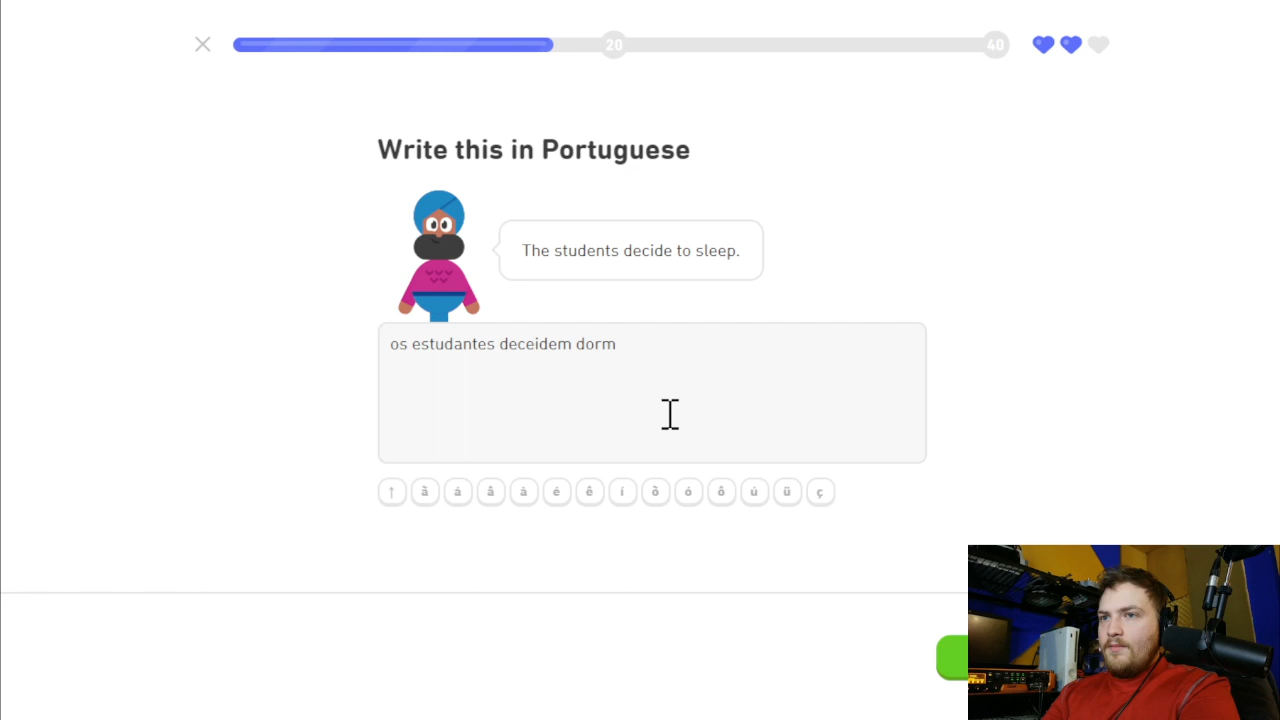 20
40
Write this in Portuguese
The students decide to sleep.
os estudantes deceidem dorm
↑ ã á â à é ê í õ ó ô ú ü ç